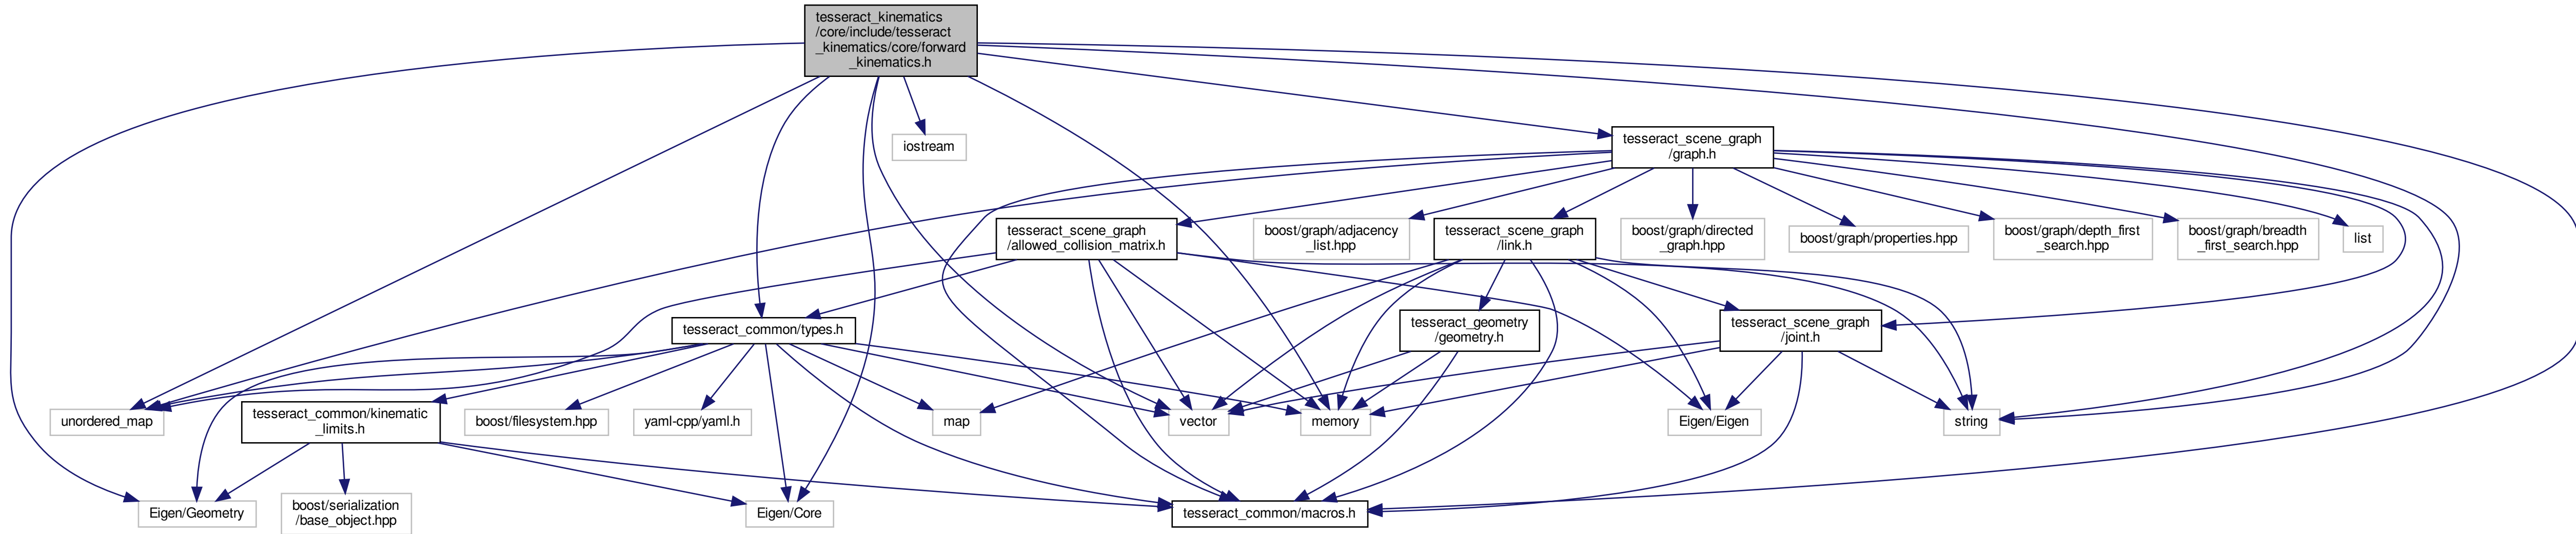 tesseract_kinematics
/core/include/tesseract
_kinematics/core/forward
_kinematics.h
iostream
tesseract_scene_graph
/graph.h
tesseract_scene_graph
/allowed_collision_matrix.h
boost/graph/adjacency
_list.hpp
tesseract_scene_graph
/link.h
boost/graph/directed
_graph.hpp
boost/graph/properties.hpp
boost/graph/depth_first
_search.hpp
boost/graph/breadth
_first_search.hpp
list
tesseract_common/types.h
tesseract_geometry
/geometry.h
tesseract_scene_graph
/joint.h
unordered_map
tesseract_common/kinematic
_limits.h
boost/filesystem.hpp
yaml-cpp/yaml.h
map
vector
memory
Eigen/Eigen
string
Eigen/Geometry
boost/serialization
/base_object.hpp
Eigen/Core
tesseract_common/macros.h